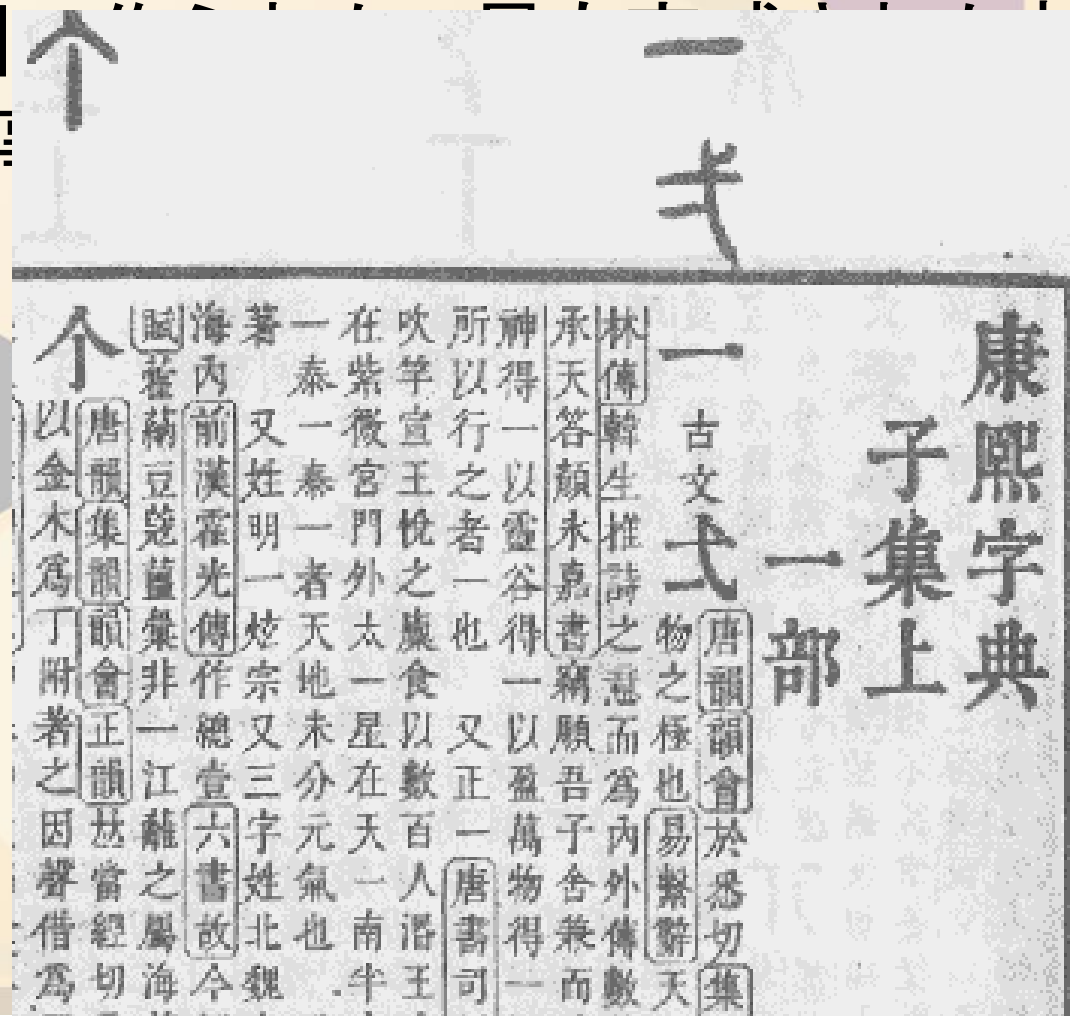 康熙字典
子集上
一部
一 古文弌
唐韻韻會於悉切集
物之極也易繫辭天
林傳韓生推詩之意而爲內外傳數
承天答顏永嘉書竊願吾子舍兼而
神得一以靈谷得一以盈萬物得一
所以行之者一也 又正一唐書司
吹竽宣王悅之廩食以數百人湣王
在紫微宮門外太一星在天一南半
一泰一泰一者天地未分元氣也
著 又姓明一炫宗又三字姓北魏
海內前漢霍光傳作總壹六書故今
賦藿蒳豆蔻薑彙非一江蘺之屬海
个
唐韻集韻韻會正韻𠀤當經切
以金木爲丁附著之因聲借爲